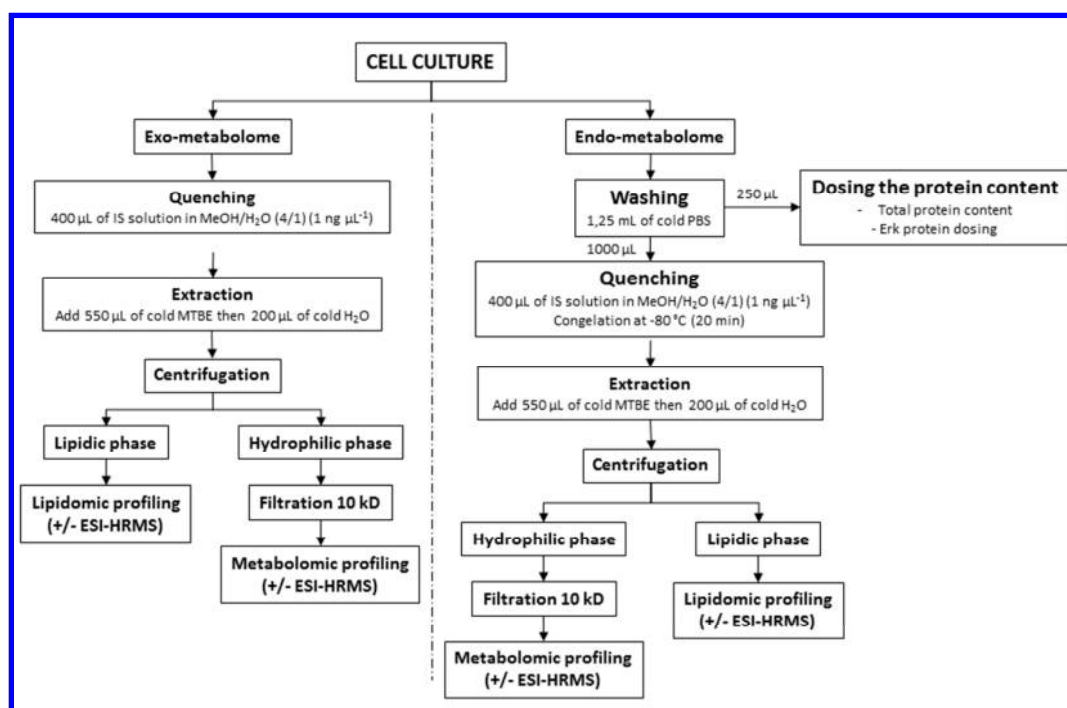 CELL CULTURE
Exo-metabolome
Quenching
400 µL of IS solution in MeOH/H₂O (4/1) (1 ng µL⁻¹)
Extraction
Add 550 µL of cold MTBE then 200 µL of cold H₂O
Centrifugation
Lipidic phase
Lipidomic profiling
(+/- ESI-HRMS)
Hydrophilic phase
Filtration 10 kD
Metabolomic profiling
(+/- ESI-HRMS)
Endo-metabolome
Washing
1,25 mL of cold PBS
250 µL
Dosing the protein content
- Total protein content
- Erk protein dosing
1000 µL
Quenching
400 µL of IS solution in MeOH/H₂O (4/1) (1 ng µL⁻¹)
Congelation at -80 °C (20 min)
Extraction
Add 550 µL of cold MTBE then 200 µL of cold H₂O
Centrifugation
Hydrophilic phase
Filtration 10 kD
Metabolomic profiling
(+/- ESI-HRMS)
Lipidic phase
Lipidomic profiling
(+/- ESI-HRMS)